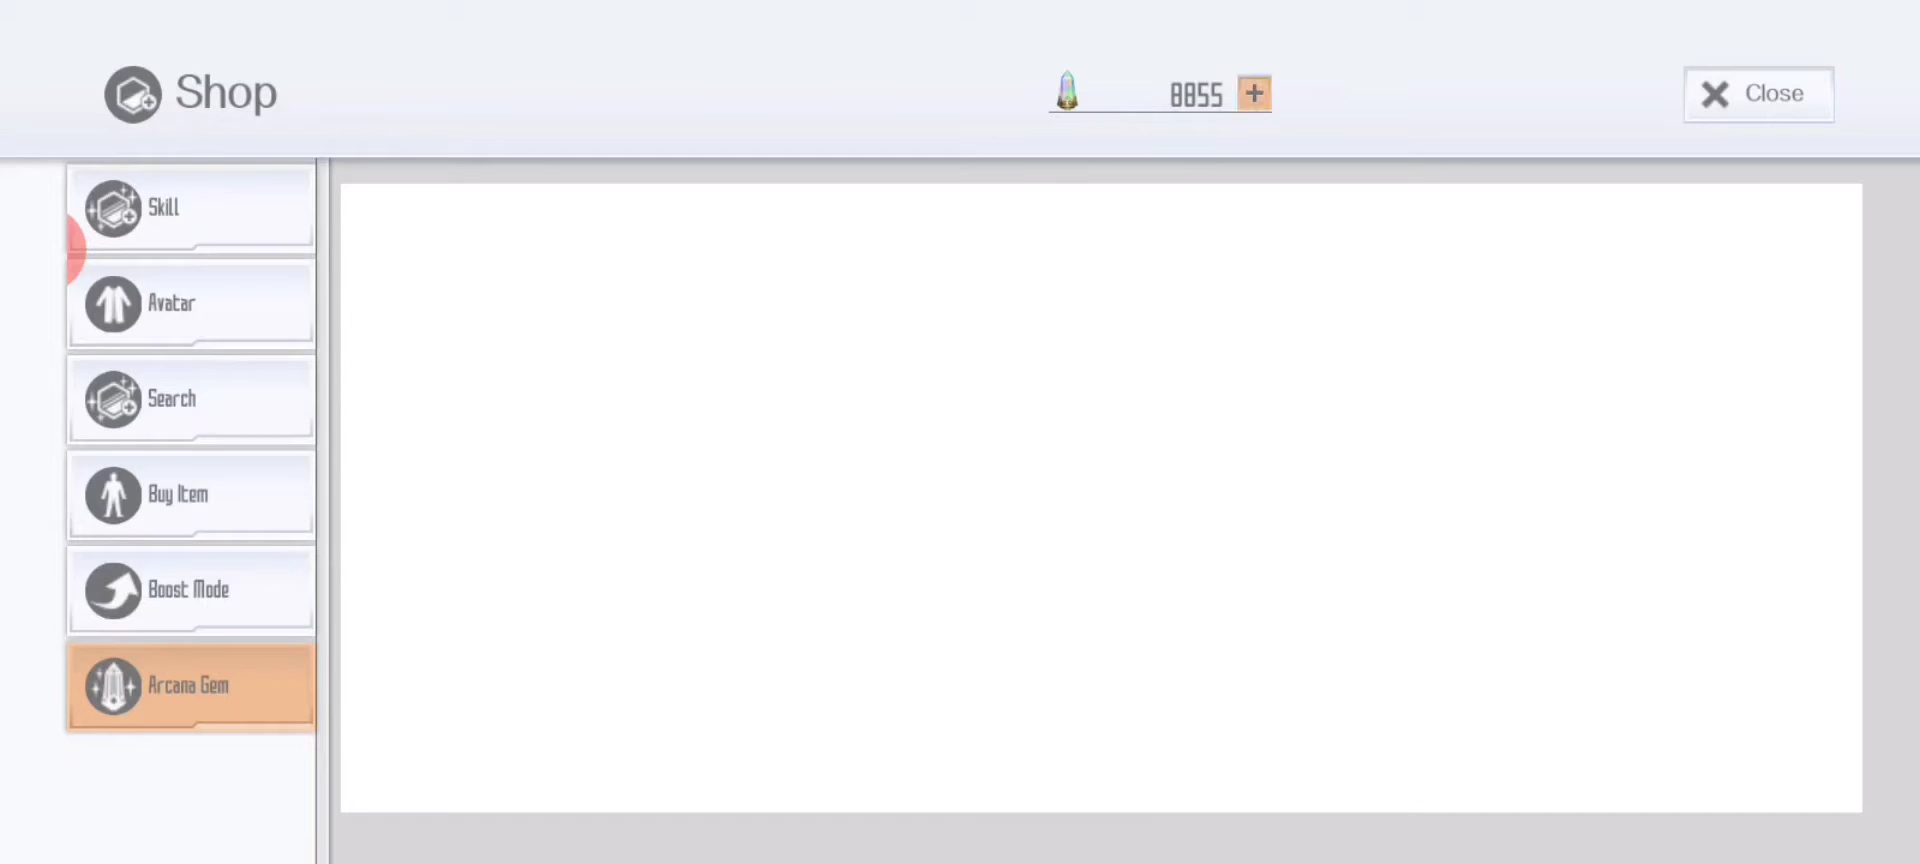 Shop
8855
Close
Skill
Avatar
Search
Buy Item
Boost Mode
Arcana Gem